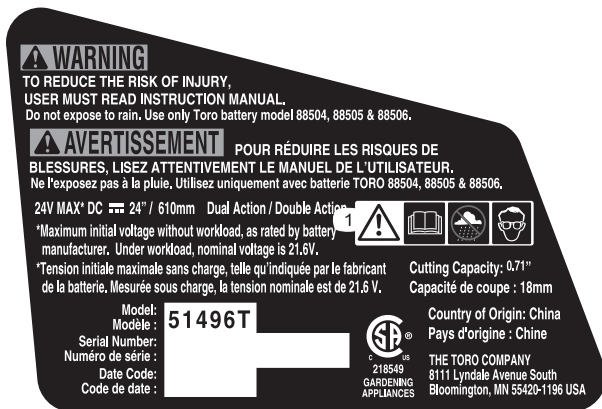 WARNING
TO REDUCE THE RISK OF INJURY,
USER MUST READ INSTRUCTION MANUAL.
Do not expose to rain. Use only Toro battery model 88504, 88505 & 88506.
AVERTISSEMENT POUR RÉDUIRE LES RISQUES DE
BLESSURES, LISEZ ATTENTIVEMENT LE MANUEL DE L'UTILISATEUR.
Ne l'exposez pas à la pluie. Utilisez uniquement avec batterie TORO 88504, 88505 & 88506.
24V MAX* DC 24" / 610mm Dual Action / Double Action
1
*Maximum initial voltage without workload, as rated by battery
manufacturer. Under workload, nominal voltage is 21.6V.
*Tension initiale maximale sans charge, telle qu'indiquée par le fabricant
de la batterie. Mesurée sous charge, la tension nominale est de 21.6 V.
Cutting Capacity: 0.71"
Capacité de coupe : 18mm
Model:
Modèle :
51496T
Serial Number:
Numéro de série :
Date Code:
Code de date :
SA ®
C US
218549
GARDENING
APPLIANCES
Country of Origin: China
Pays d'origine : Chine
THE TORO COMPANY
8111 Lyndale Avenue South
Bloomington, MN 55420-1196 USA